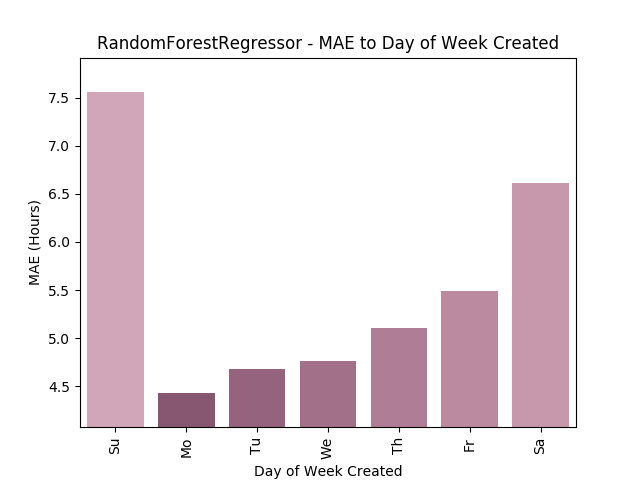 RandomForestRegressor - MAE to Day of Week Created
MAE (Hours)
7.5
7.0
6.5
6.0
5.5
5.0
4.5
Su
Mo
Tu
We
Th
Fr
Sa
Day of Week Created